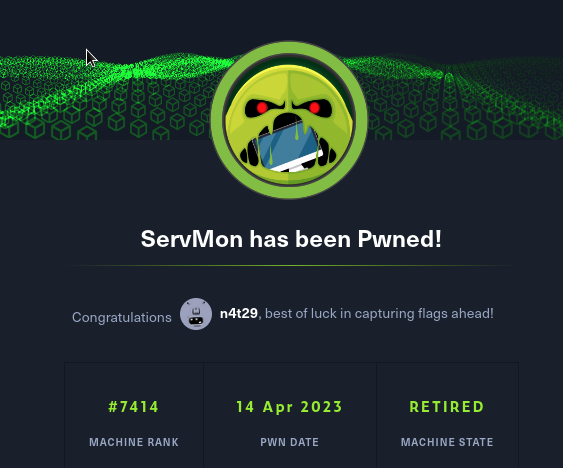 ServMon has been Pwned!
Congratulations n4t29, best of luck in capturing flags ahead!
#7414 14 Apr 2023 RETIRED
MACHINE RANK PWN DATE MACHINE STATE